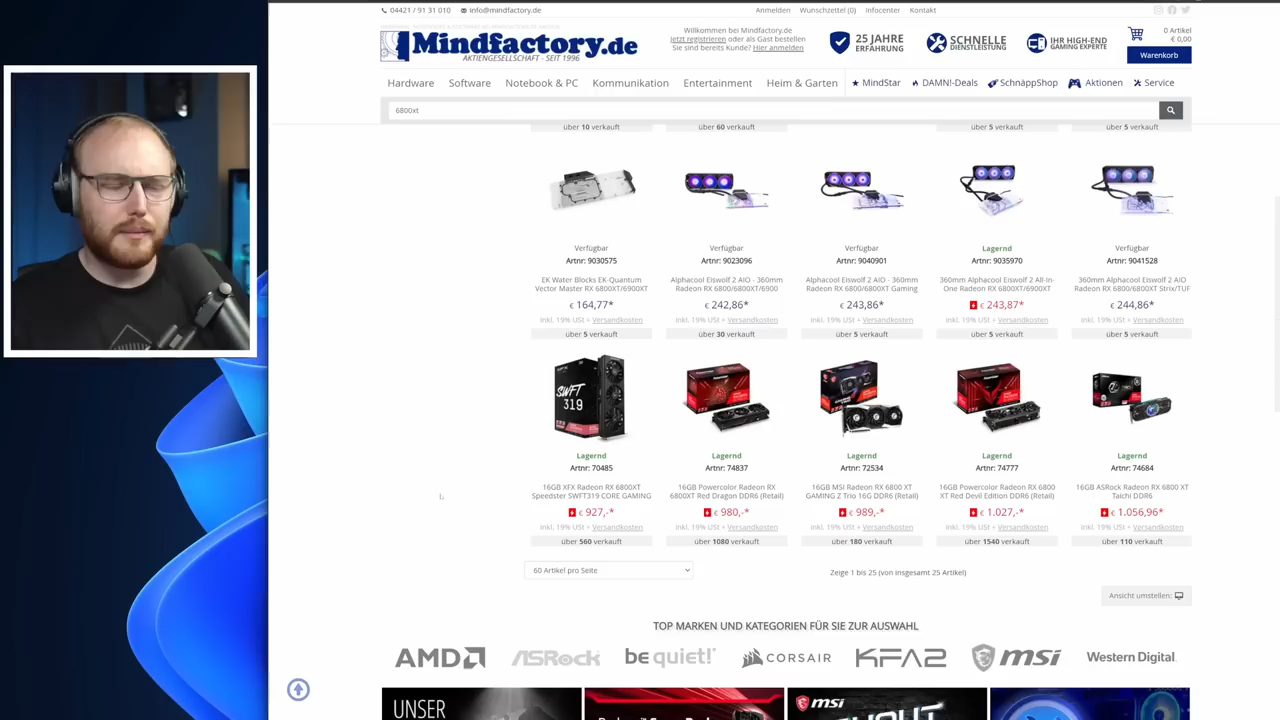 04421 / 91 31 010
info@mindfactory.de
Anmelden
Wunschzettel (0)
Infocenter
Kontakt
Mindfactory.de
AKTIENGESELLSCHAFT - SEIT 1996
Willkommen bei Mindfactory.de
Jetzt registrieren oder als Gast bestellen
Sie sind bereits Kunde? Hier anmelden
25 JAHRE
ERFAHRUNG
SCHNELLE
DIENSTLEISTUNG
IHR HIGH-END
GAMING EXPERTE
0 Artikel
€ 0,00
Warenkorb
Hardware
Software
Notebook & PC
Kommunikation
Entertainment
Heim & Garten
MindStar
DAMN!-Deals
SchnäppShop
Aktionen
Service
6800xt
über 10 verkauft
über 60 verkauft
über 5 verkauft
über 5 verkauft
Verfügbar
Artnr: 9030575
EK Water Blocks EK-Quantum
Vector Master RX 6800XT/6900XT
€ 164,77*
inkl. 19% USt + Versandkosten
über 5 verkauft
Verfügbar
Artnr: 9023096
Alphacool Eiswolf 2 AIO - 360mm
Radeon RX 6800/6800XT/6900
€ 242,86*
inkl. 19% USt + Versandkosten
über 30 verkauft
Verfügbar
Artnr: 9040901
Alphacool Eiswolf 2 AIO - 360mm
Radeon RX 6800/6800XT Gaming
€ 243,86*
inkl. 19% USt + Versandkosten
über 5 verkauft
Lagernd
Artnr: 9035970
360mm Alphacool Eiswolf 2 All-In-
One Radeon RX 6800XT/6900XT
€ 243,87*
inkl. 19% USt + Versandkosten
über 5 verkauft
Verfügbar
Artnr: 9041528
360mm Alphacool Eiswolf 2 AIO
Radeon RX 6800/6800XT Strix/TUF
€ 244,86*
inkl. 19% USt + Versandkosten
über 5 verkauft
SWFT
319
Lagernd
Artnr: 70485
16GB XFX Radeon RX 6800XT
Speedster SWFT319 CORE GAMING
€ 927,-*
inkl. 19% USt + Versandkosten
über 560 verkauft
Lagernd
Artnr: 74837
16GB Powercolor Radeon RX
6800XT Red Dragon DDR6 (Retail)
€ 980,-*
inkl. 19% USt + Versandkosten
über 1080 verkauft
Lagernd
Artnr: 72534
16GB MSI Radeon RX 6800 XT
GAMING Z Trio 16G DDR6 (Retail)
€ 989,-*
inkl. 19% USt + Versandkosten
über 180 verkauft
Lagernd
Artnr: 74777
16GB Powercolor Radeon RX 6800
XT Red Devil Edition DDR6 (Retail)
€ 1.027,-*
inkl. 19% USt + Versandkosten
über 1540 verkauft
Lagernd
Artnr: 74684
16GB ASRock Radeon RX 6800 XT
Taichi DDR6
€ 1.056,96*
inkl. 19% USt + Versandkosten
über 110 verkauft
60 Artikel pro Seite
Zeige 1 bis 25 (von insgesamt 25 Artikel)
Ansicht umstellen:
TOP MARKEN UND KATEGORIEN FÜR SIE ZUR AUSWAHL
AMD
ASRock
be quiet!
CORSAIR
KFA2
msi
Western Digital
UNSER
msi